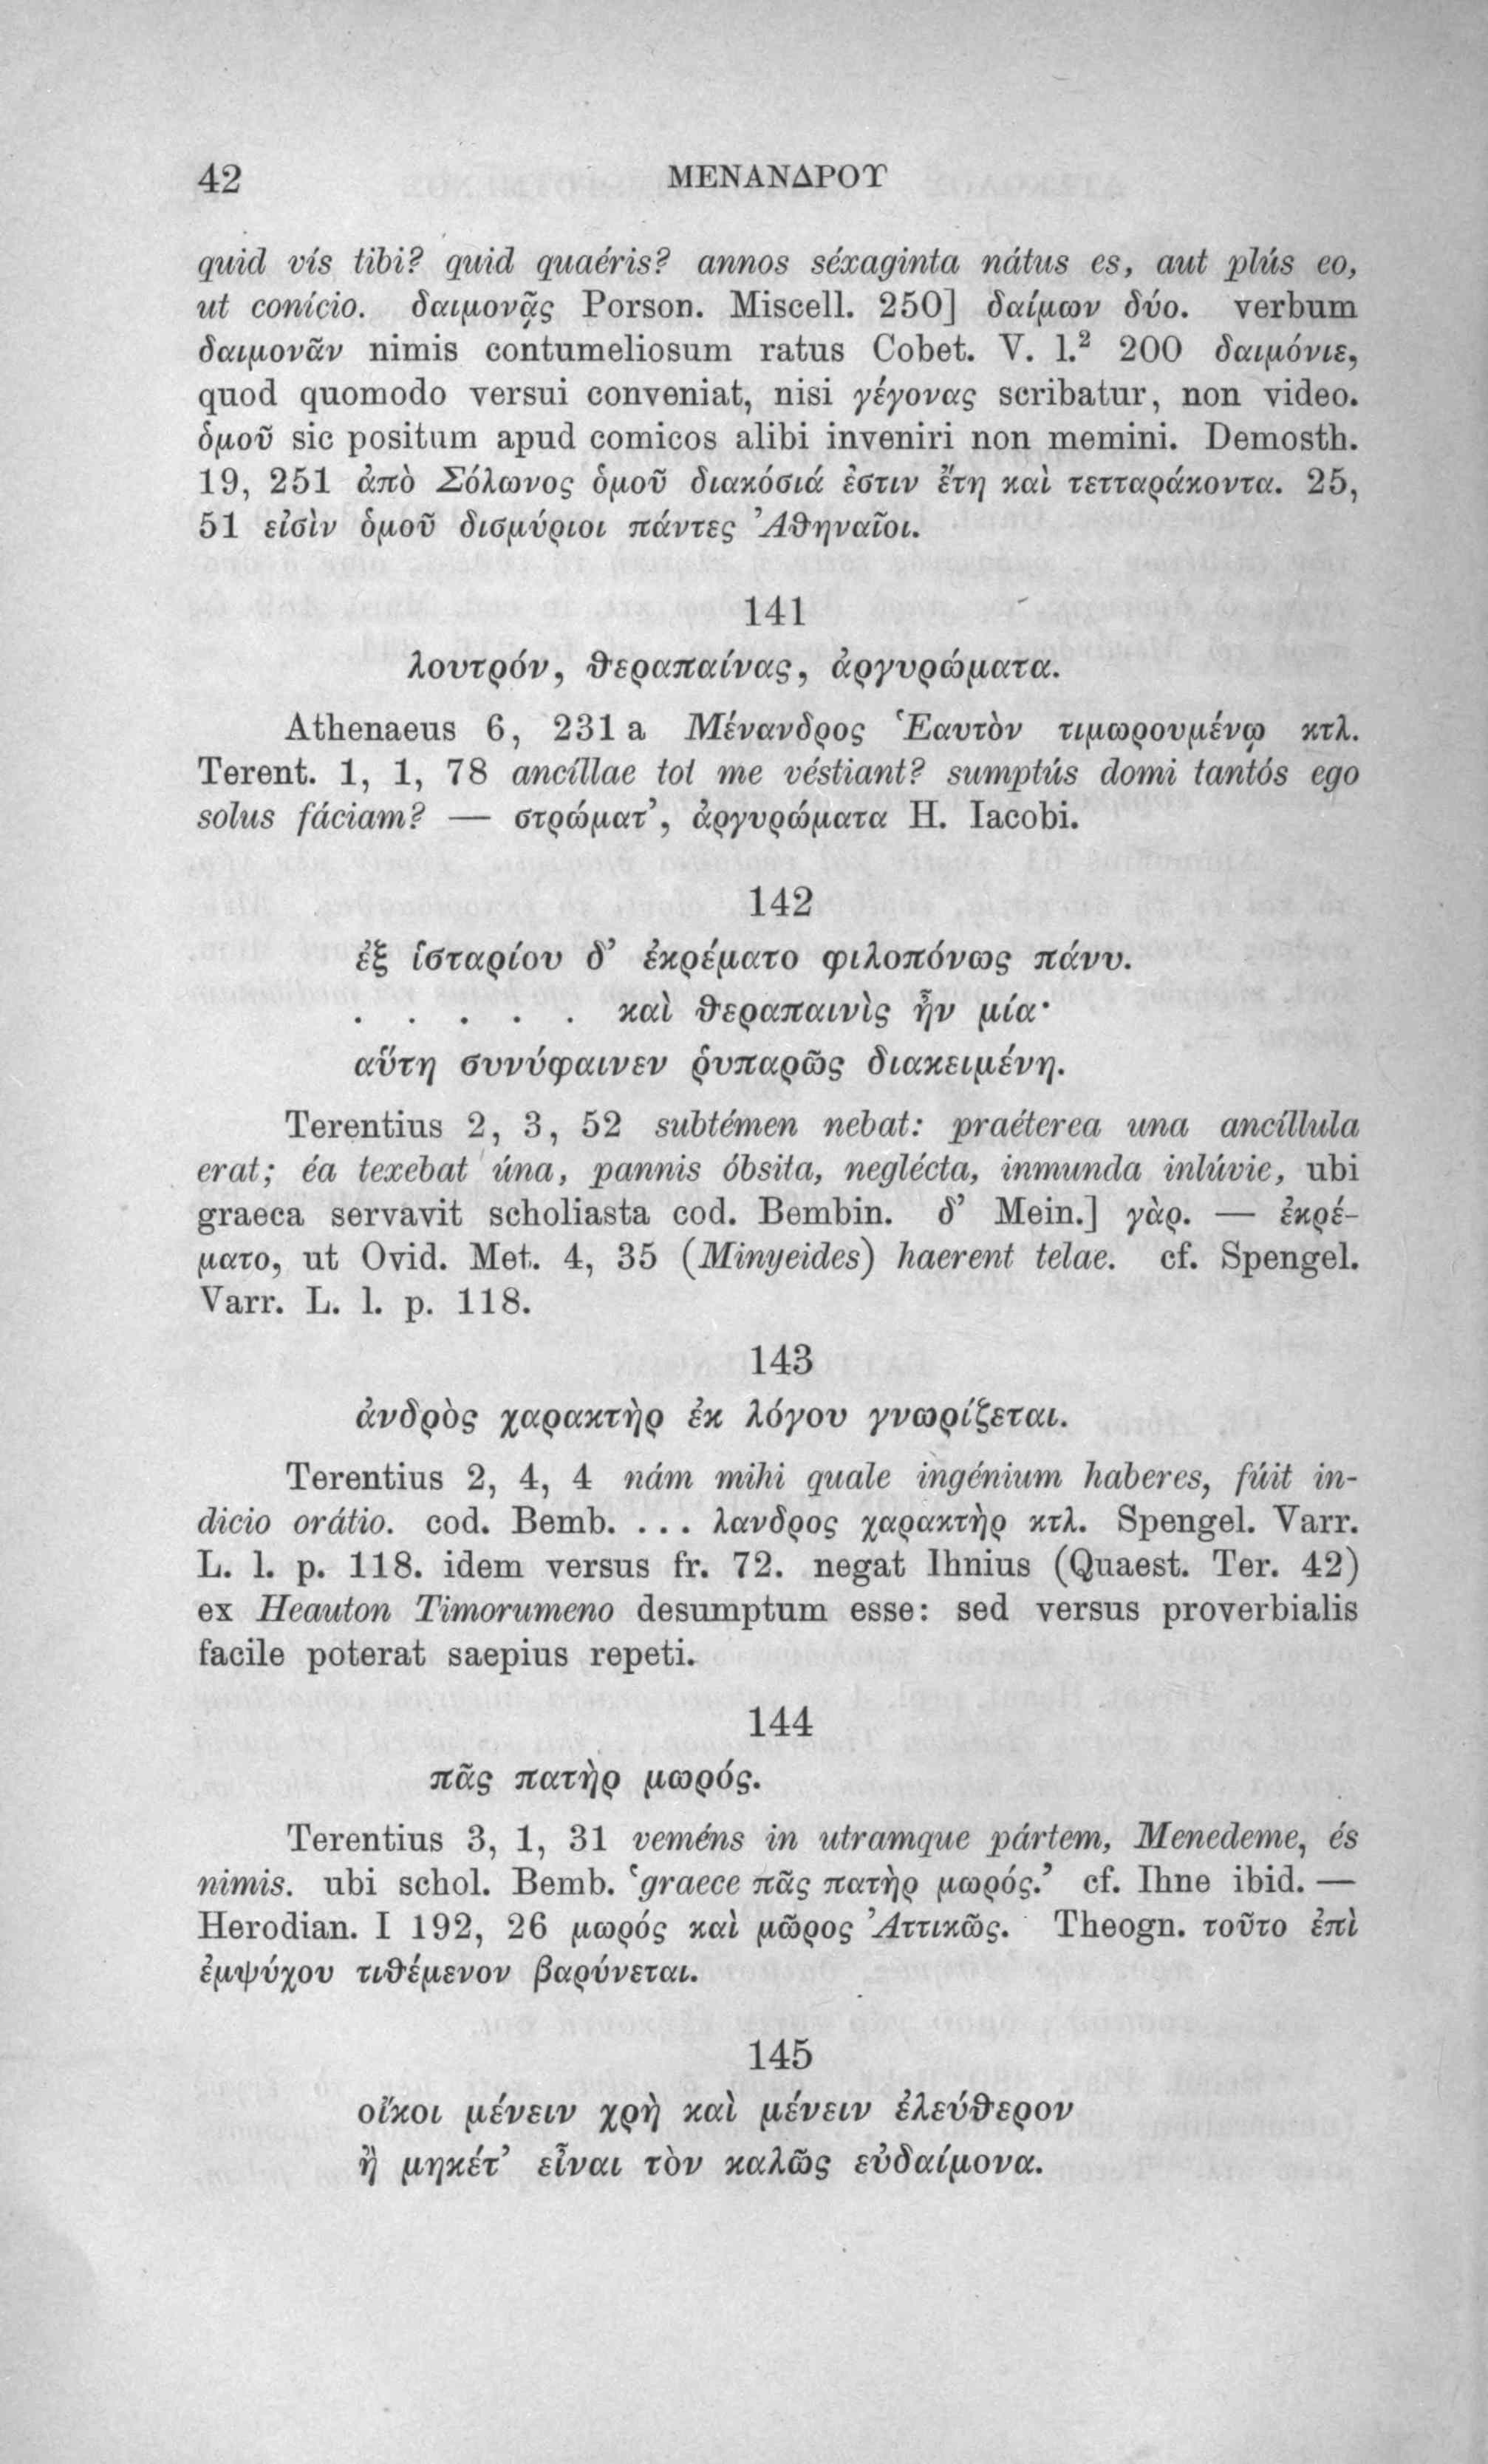 42 ΜΕΝΑΝΔΡΟΥ
quid vís tibi? quid quaéris? annos séxaginta nátus es, aut plús eo,
ut conício. δαιμονᾷς Porson. Miscell. 250] δαίμων δύο. verbum
δαιμονᾶν nimis contumeliosum ratus Cobet. V. l.² 200 δαιμόνιε,
quod quomodo versui conveniat, nisi γέγονας scribatur, non video.
ὁμοῦ sic positum apud comicos alibi inveniri non memini. Demosth.
19, 251 ἀπὸ Σόλωνος ὁμοῦ διακόσιά ἐστιν ἔτη καὶ τετταράκοντα. 25,
51 εἰσὶν ὁμοῦ δισμύριοι πάντες Ἀθηναῖοι.
141
λουτρόν, θεραπαίνας, ἀργυρώματα.
Athenaeus 6, 231 a Μένανδρος Ἑαυτὸν τιμωρουμένῳ κτλ.
Terent. 1, 1, 78 ancíllae tot me véstiant? sumptús domi tantós ego
solus fáciam? — στρώματ’, ἀργυρώματα H. Iacobi.
142
ἐξ ἱσταρίου δ’ ἐκρέματο φιλοπόνως πάνυ.
. . . . . καὶ θεραπαινὶς ἦν μία·
αὕτη συνύφαινεν ῥυπαρῶς διακειμένη.
Terentius 2, 3, 52 subtémen nebat: praéterea una ancíllula
erat; éa texebat úna, pannis óbsita, neglécta, inmunda inlúvie, ubi
graeca servavit scholiasta cod. Bembin. δ’ Mein.] γὰρ. — ἐκρέ-
ματο, ut Ovid. Met. 4, 35 (Minyeides) haerent telae. cf. Spengel.
Varr. L. l. p. 118.
143
ἀνδρὸς χαρακτὴρ ἐκ λόγου γνωρίζεται.
Terentius 2, 4, 4 nám mihi quale ingénium haberes, fúit in-
dicio orátio. cod. Bemb. ... λανδρος χαρακτὴρ κτλ. Spengel. Varr.
L. l. p. 118. idem versus fr. 72. negat Ihnius (Quaest. Ter. 42)
ex Heauton Timorumeno desumptum esse: sed versus proverbialis
facile poterat saepius repeti.
144
πᾶς πατὴρ μωρός.
Terentius 3, 1, 31 veméns in utramque pártem, Menedeme, és
nimis. ubi schol. Bemb. ‘graece πᾶς πατὴρ μωρός.’ cf. Ihne ibid. —
Herodian. I 192, 26 μωρός καὶ μῶρος Ἀττικῶς. Theogn. τοῦτο ἐπὶ
ἐμψύχου τιθέμενον βαρύνεται.
145
οἴκοι μένειν χρὴ καὶ μένειν ἐλεύθερον
ἢ μηκέτ’ εἶναι τὸν καλῶς εὐδαίμονα.